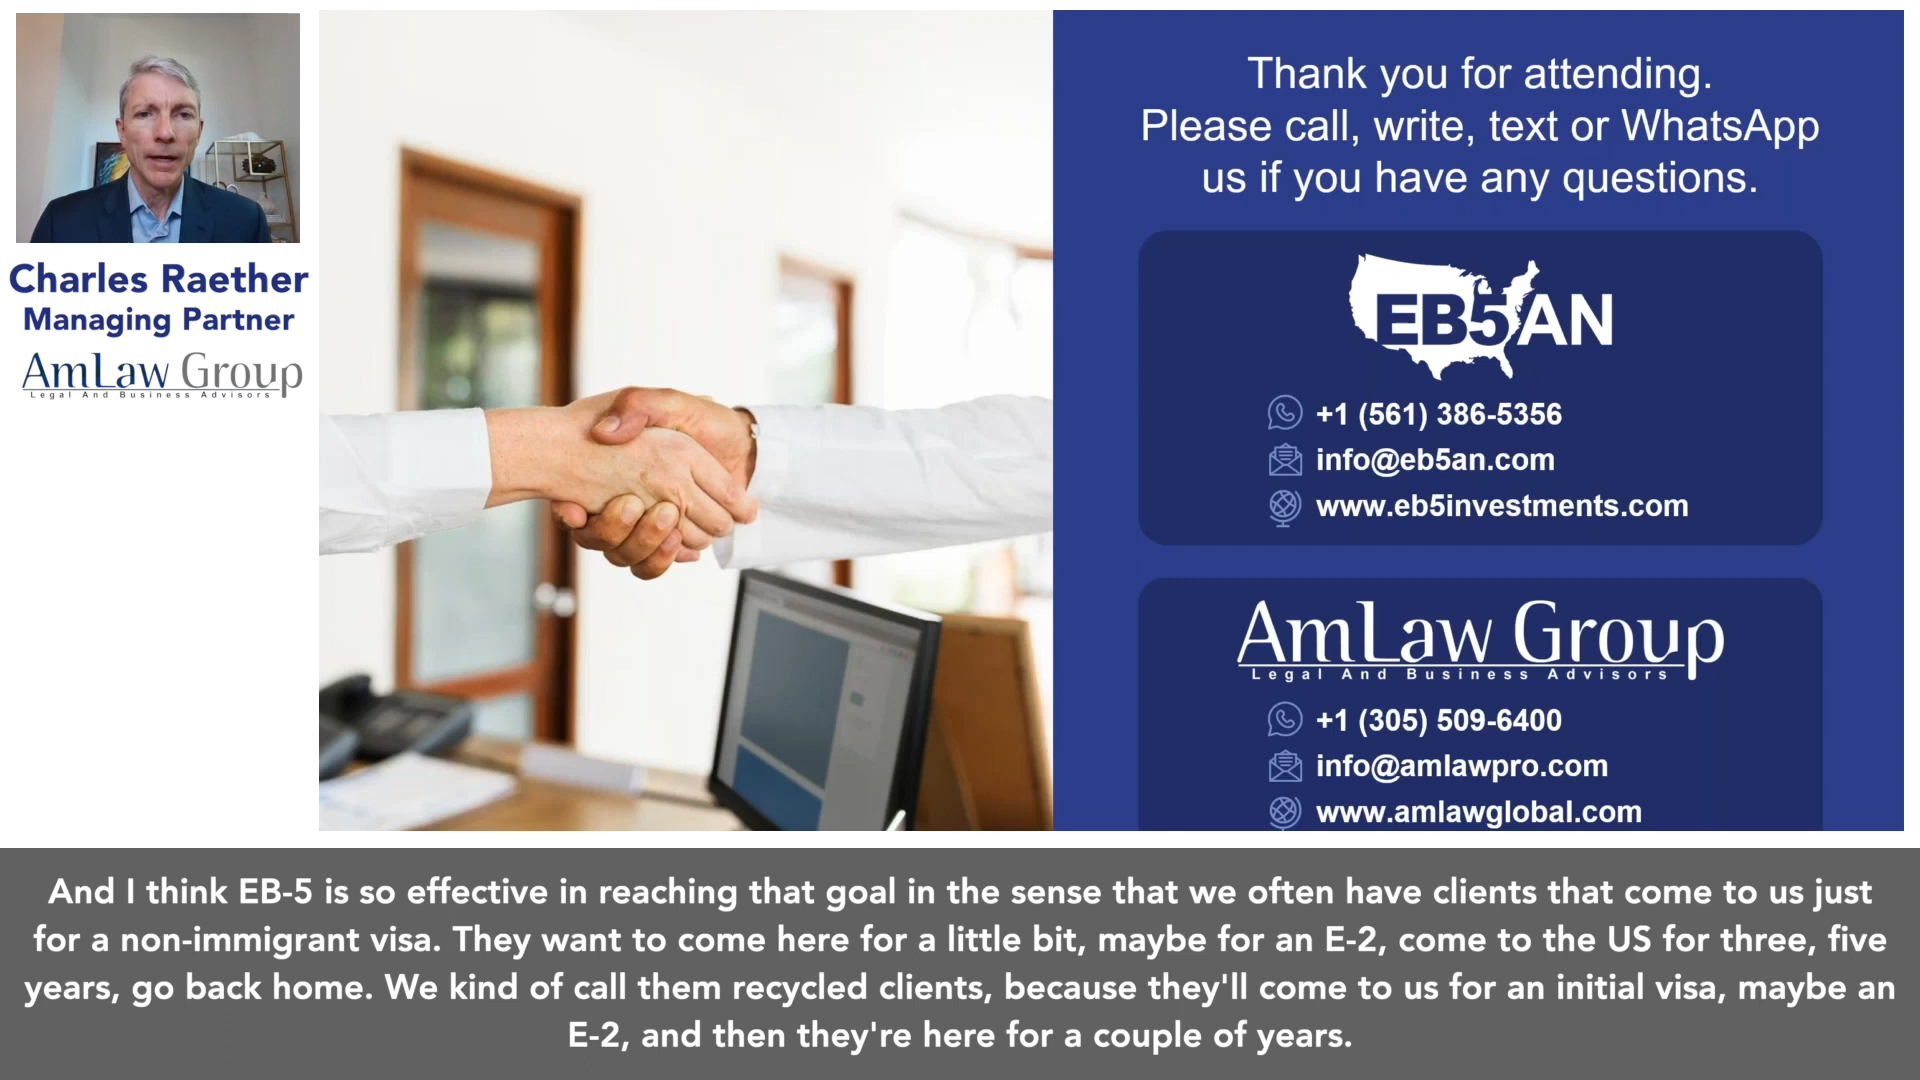 Charles Raether
Managing Partner
AmLaw Group
Legal And Business Advisors
Thank you for attending.
Please call, write, text or WhatsApp
us if you have any questions.
EB5AN
+1 (561) 386-5356
info@eb5an.com
www.eb5investments.com
AmLaw Group
Legal And Business Advisors
+1 (305) 509-6400
info@amlawpro.com
www.amlawglobal.com
And I think EB-5 is so effective in reaching that goal in the sense that we often have clients that come to us just
for a non-immigrant visa. They want to come here for a little bit, maybe for an E-2, come to the US for three, five
years, go back home. We kind of call them recycled clients, because they'll come to us for an initial visa, maybe an
E-2, and then they're here for a couple of years.